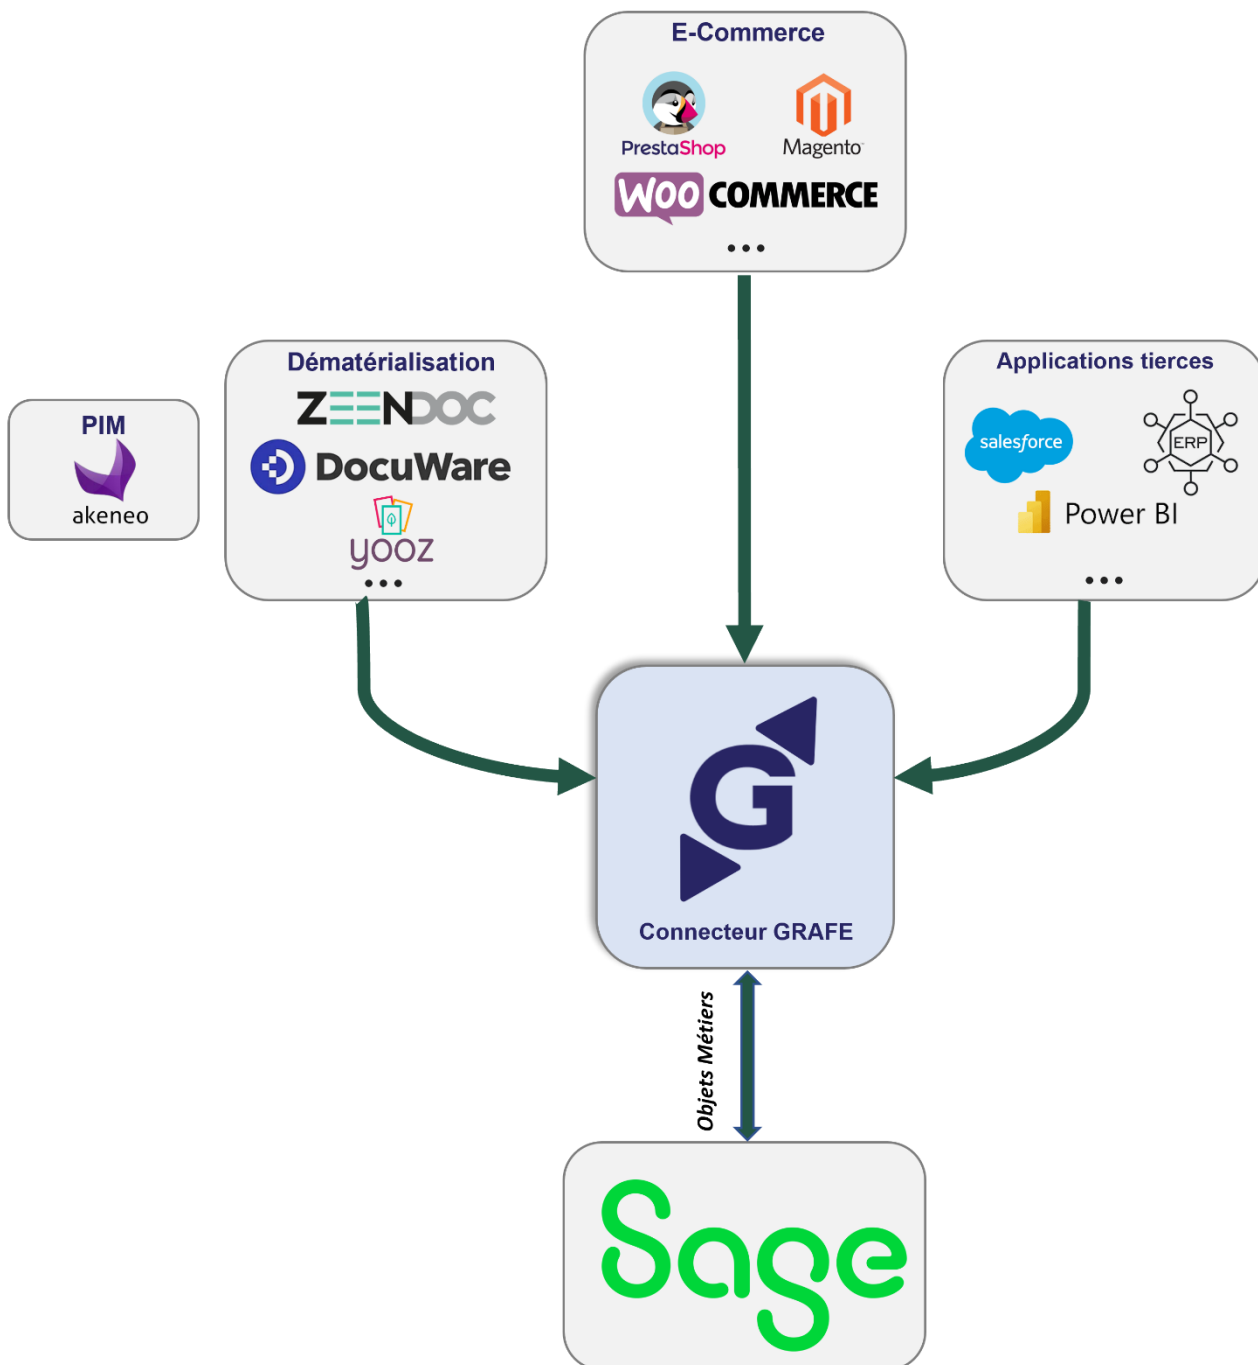 E-Commerce
PrestaShop
Magento
WOO COMMERCE
...
Dématérialisation
ZEENDOC
DocuWare
yooz
...
PIM
akeneo
Applications tierces
salesforce
ERP
Power BI
...
G
Connecteur GRAFE
Objets Métiers
Sage